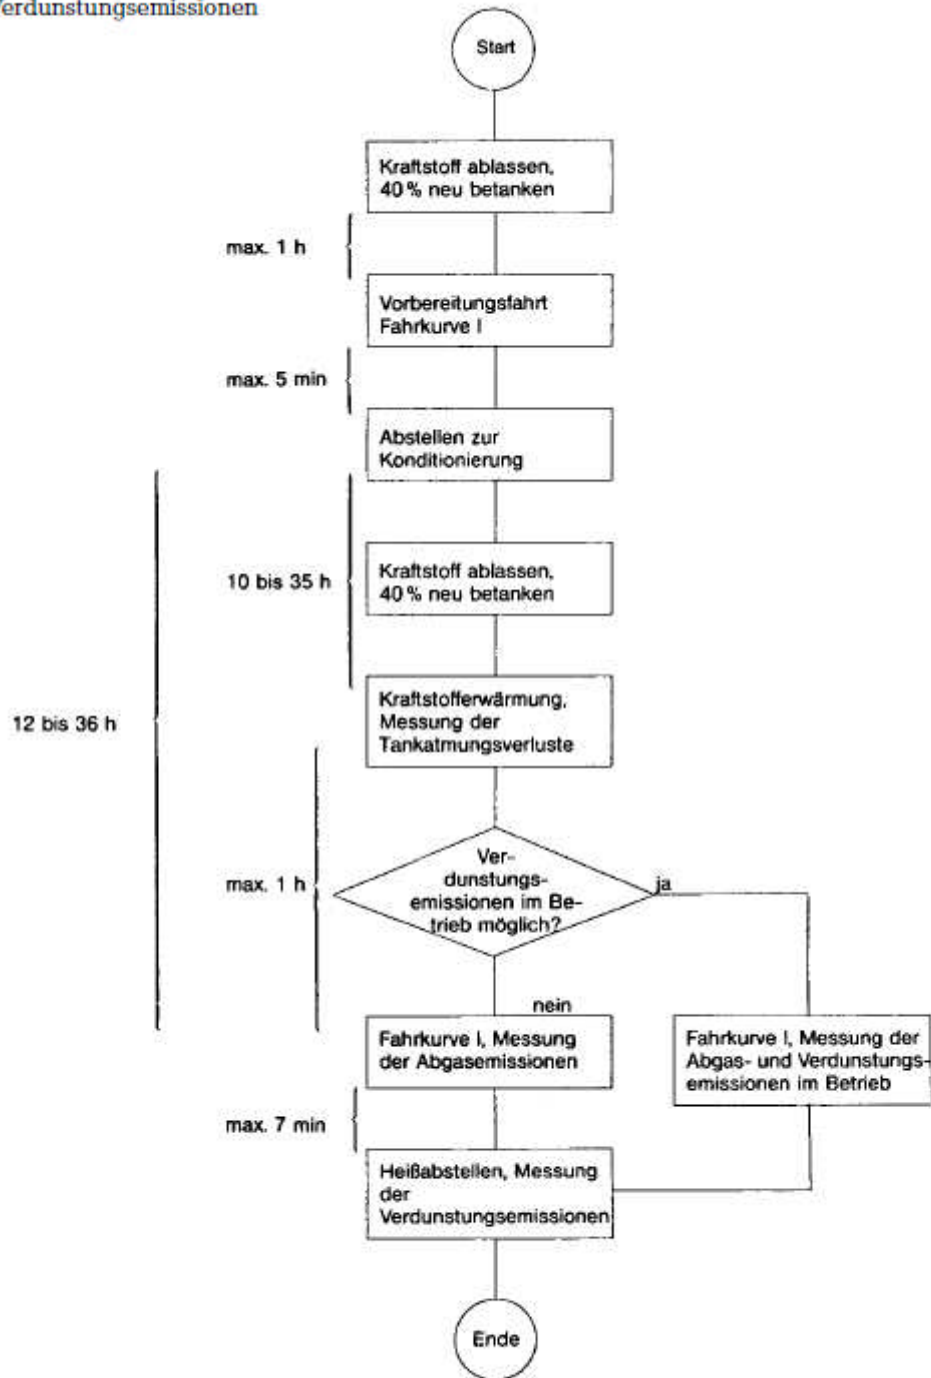 Verdunstungsemissionen
Start
Kraftstoff ablassen,
40 % neu betanken
max. 1 h
Vorbereitungsfahrt
Fahrkurve I
max. 5 min
Abstellen zur
Konditionierung
10 bis 35 h
Kraftstoff ablassen,
40 % neu betanken
12 bis 36 h
Kraftstofferwärmung,
Messung der
Tankatmungsverluste
max. 1 h
Ver-
dunstungs-
emissionen im Be-
trieb möglich?
ja
nein
Fahrkurve I, Messung
der Abgasemissionen
Fahrkurve I, Messung der
Abgas- und Verdunstungs-
emissionen im Betrieb
max. 7 min
Heißabstellen, Messung
der
Verdunstungsemissionen
Ende